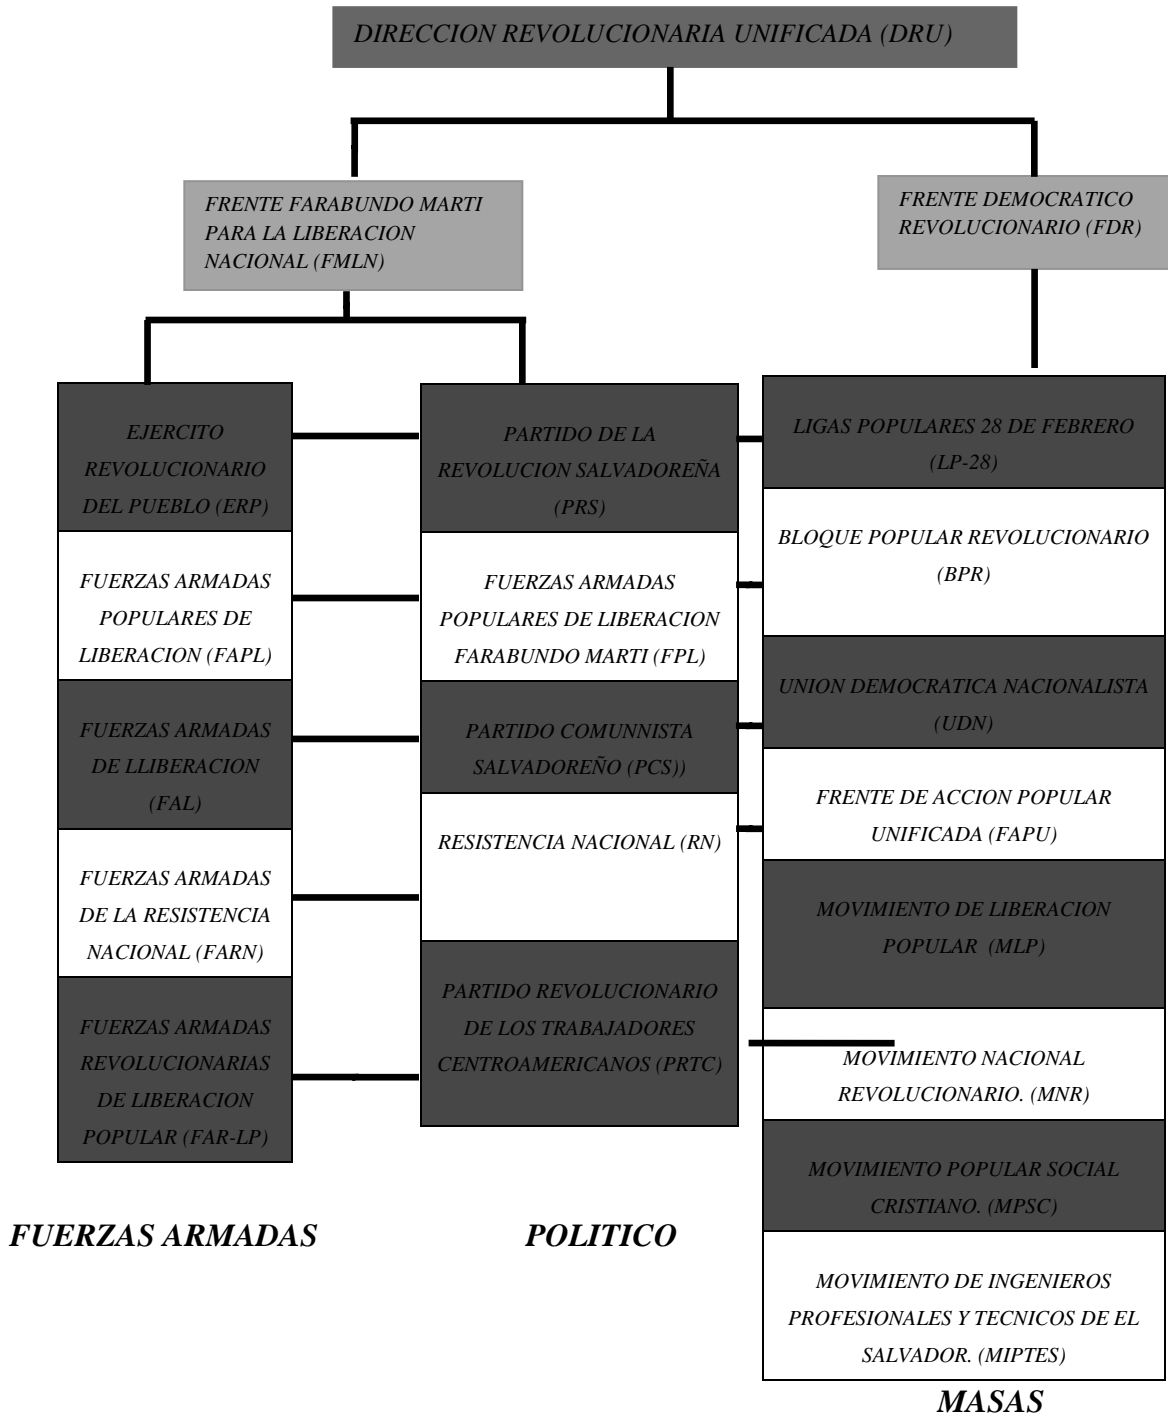 DIRECCION REVOLUCIONARIA UNIFICADA (DRU)
FRENTE FARABUNDO MARTI
PARA LA LIBERACION
NACIONAL (FMLN)
FRENTE DEMOCRATICO
REVOLUCIONARIO (FDR)
EJERCITO
REVOLUCIONARIO
DEL PUEBLO (ERP)
FUERZAS ARMADAS
POPULARES DE
LIBERACION (FAPL)
FUERZAS ARMADAS
DE LLIBERACION
(FAL)
FUERZAS ARMADAS
DE LA RESISTENCIA
NACIONAL (FARN)
FUERZAS ARMADAS
REVOLUCIONARIAS
DE LIBERACION
POPULAR (FAR-LP)
FUERZAS ARMADAS
PARTIDO DE LA
REVOLUCION SALVADOREÑA
(PRS)
FUERZAS ARMADAS
POPULARES DE LIBERACION
FARABUNDO MARTI (FPL)
PARTIDO COMUNNISTA
SALVADOREÑO (PCS))
RESISTENCIA NACIONAL (RN)
PARTIDO REVOLUCIONARIO
DE LOS TRABAJADORES
CENTROAMERICANOS (PRTC)
POLITICO
LIGAS POPULARES 28 DE FEBRERO
(LP-28)
BLOQUE POPULAR REVOLUCIONARIO
(BPR)
UNION DEMOCRATICA NACIONALISTA
(UDN)
FRENTE DE ACCION POPULAR
UNIFICADA (FAPU)
MOVIMIENTO DE LIBERACION
POPULAR (MLP)
MOVIMIENTO NACIONAL
REVOLUCIONARIO. (MNR)
MOVIMIENTO POPULAR SOCIAL
CRISTIANO. (MPSC)
MOVIMIENTO DE INGENIEROS
PROFESIONALES Y TECNICOS DE EL
SALVADOR. (MIPTES)
MASAS